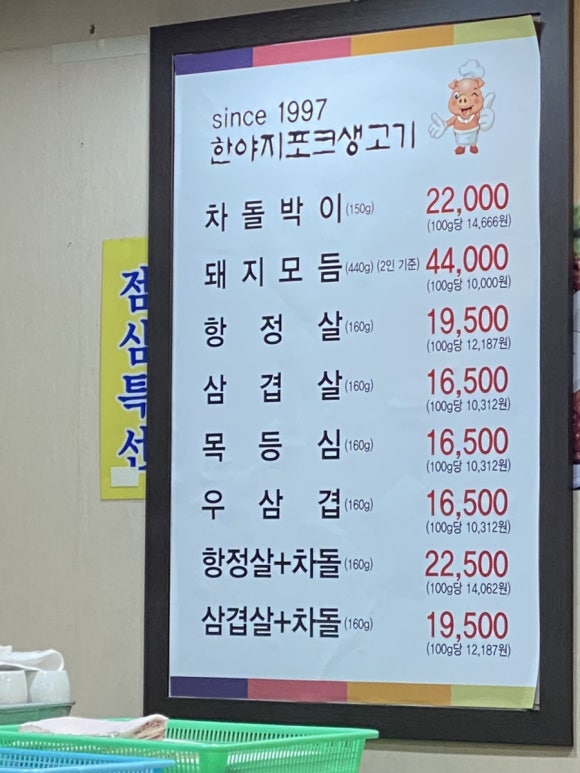 since 1997
한야지포크생고기
차돌박이(150g) 22,000
(100g당 14,666원)
돼지모듬(440g) (2인 기준) 44,000
(100g당 10,000원)
항정살(160g) 19,500
(100g당 12,187원)
삼겹살(160g) 16,500
(100g당 10,312원)
목등심(160g) 16,500
(100g당 10,312원)
우삼겹(160g) 16,500
(100g당 10,312원)
항정살+차돌(160g) 22,500
(100g당 14,062원)
삼겹살+차돌(160g) 19,500
(100g당 12,187원)
점심특선